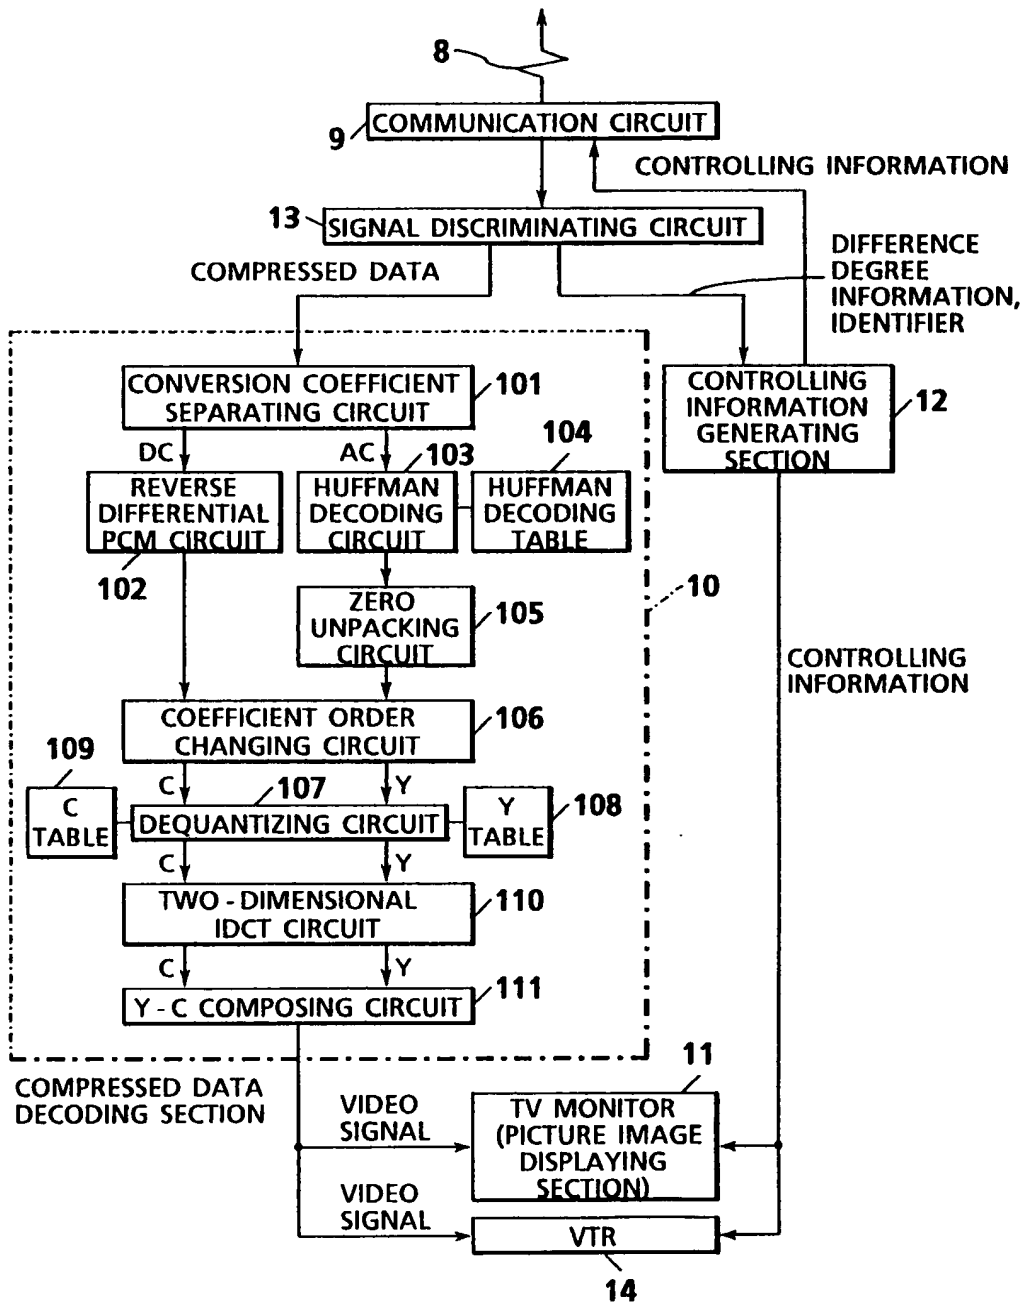 8
COMMUNICATION CIRCUIT
9
CONTROLLING INFORMATION
13
SIGNAL DISCRIMINATING CIRCUIT
COMPRESSED DATA
DIFFERENCE
DEGREE
INFORMATION,
IDENTIFIER
CONVERSION COEFFICIENT
SEPARATING CIRCUIT
101
CONTROLLING
INFORMATION
GENERATING
SECTION
12
DC
AC
103
104
REVERSE
DIFFERENTIAL
PCM CIRCUIT
102
HUFFMAN
DECODING
CIRCUIT
HUFFMAN
DECODING
TABLE
10
ZERO
UNPACKING
CIRCUIT
105
CONTROLLING
INFORMATION
COEFFICIENT ORDER
CHANGING CIRCUIT
106
109
C
Y
107
C
TABLE
DEQUANTIZING CIRCUIT
Y
TABLE
108
C
Y
TWO-DIMENSIONAL
IDCT CIRCUIT
110
C
Y
Y-C COMPOSING CIRCUIT
111
COMPRESSED DATA
DECODING SECTION
11
VIDEO
SIGNAL
TV MONITOR
(PICTURE IMAGE
DISPLAYING
SECTION)
VIDEO
SIGNAL
VTR
14